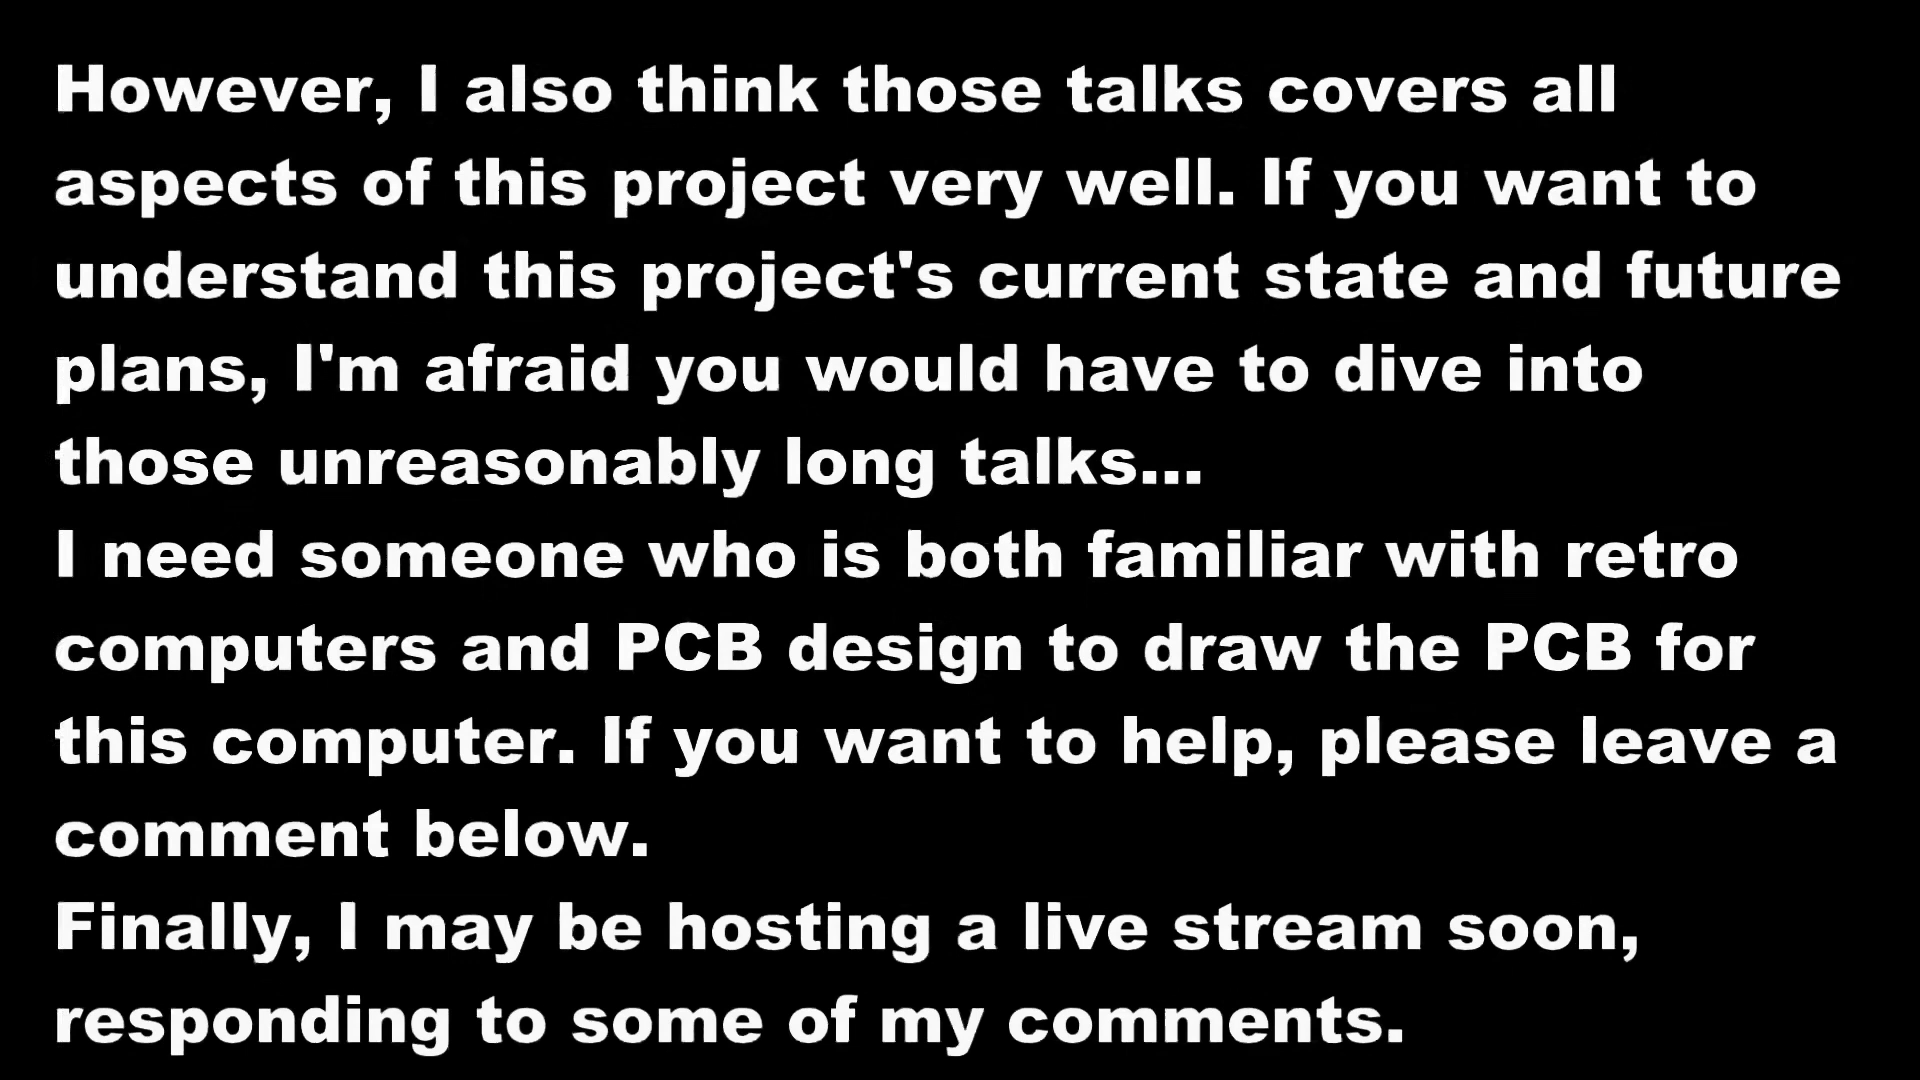 However, I also think those talks covers all
aspects of this project very well. If you want to
understand this project's current state and future
plans, I'm afraid you would have to dive into
those unreasonably long talks...
I need someone who is both familiar with retro
computers and PCB design to draw the PCB for
this computer. If you want to help, please leave a
comment below.
Finally, I may be hosting a live stream soon,
responding to some of my comments.